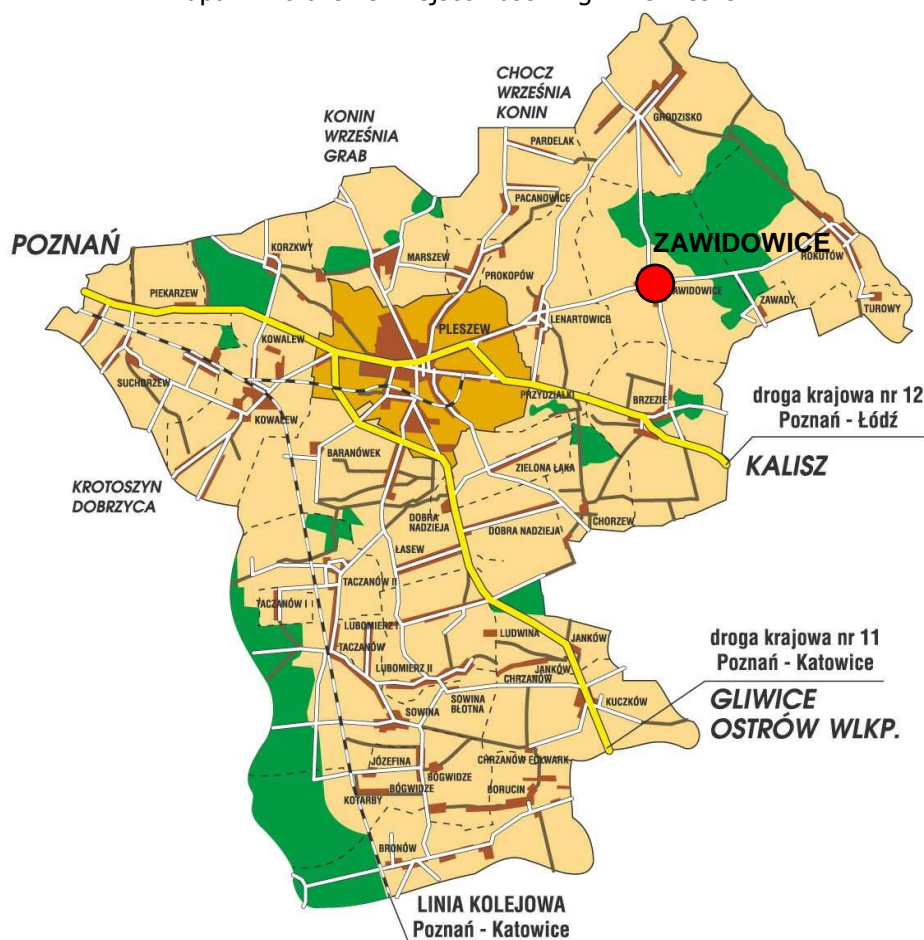 CHOCZ
WRZEŚNIA
KONIN
KONIN
WRZEŚNIA
GRAB
GRODZISKO
PARDELAK
PACANOWICE
POZNAŃ
KORZKWY
MARSZEW
PROKOPÓW
ZAWIDOWICE
ROKUTÓW
PIEKARZEW
ZAWIDOWICE
ZAWADY
TUROWY
PLESZEW
LENARTOWICE
KOWALEW
SUCHORZEW
PRZYDZIAŁKI
BRZEZIE
droga krajowa nr 12
Poznań - Łódź
KOWALEW
BARANÓWEK
ZIELONA ŁĄKA
KALISZ
KROTOSZYN
DOBRZYCA
DOBRA
NADZIEJA
CHORZEW
DOBRA NADZIEJA
ŁASEW
TACZANÓW II
TACZANÓW I
LUBOMIERZ I
LUDWINA
JANKÓW
TACZANÓW
droga krajowa nr 11
Poznań - Katowice
LUBOMIERZ II
JANKÓW
CHRZANÓW
SOWINA
BŁOTNA
KUCZKÓW
SOWINA
GLIWICE
OSTRÓW WLKP.
JÓZEFINA
CHRZANÓW FOLWARK
BÓGWIDZE
BÓGWIDZE
BORUCIN
KOTARBY
BRONÓW
LINIA KOLEJOWA
Poznań - Katowice